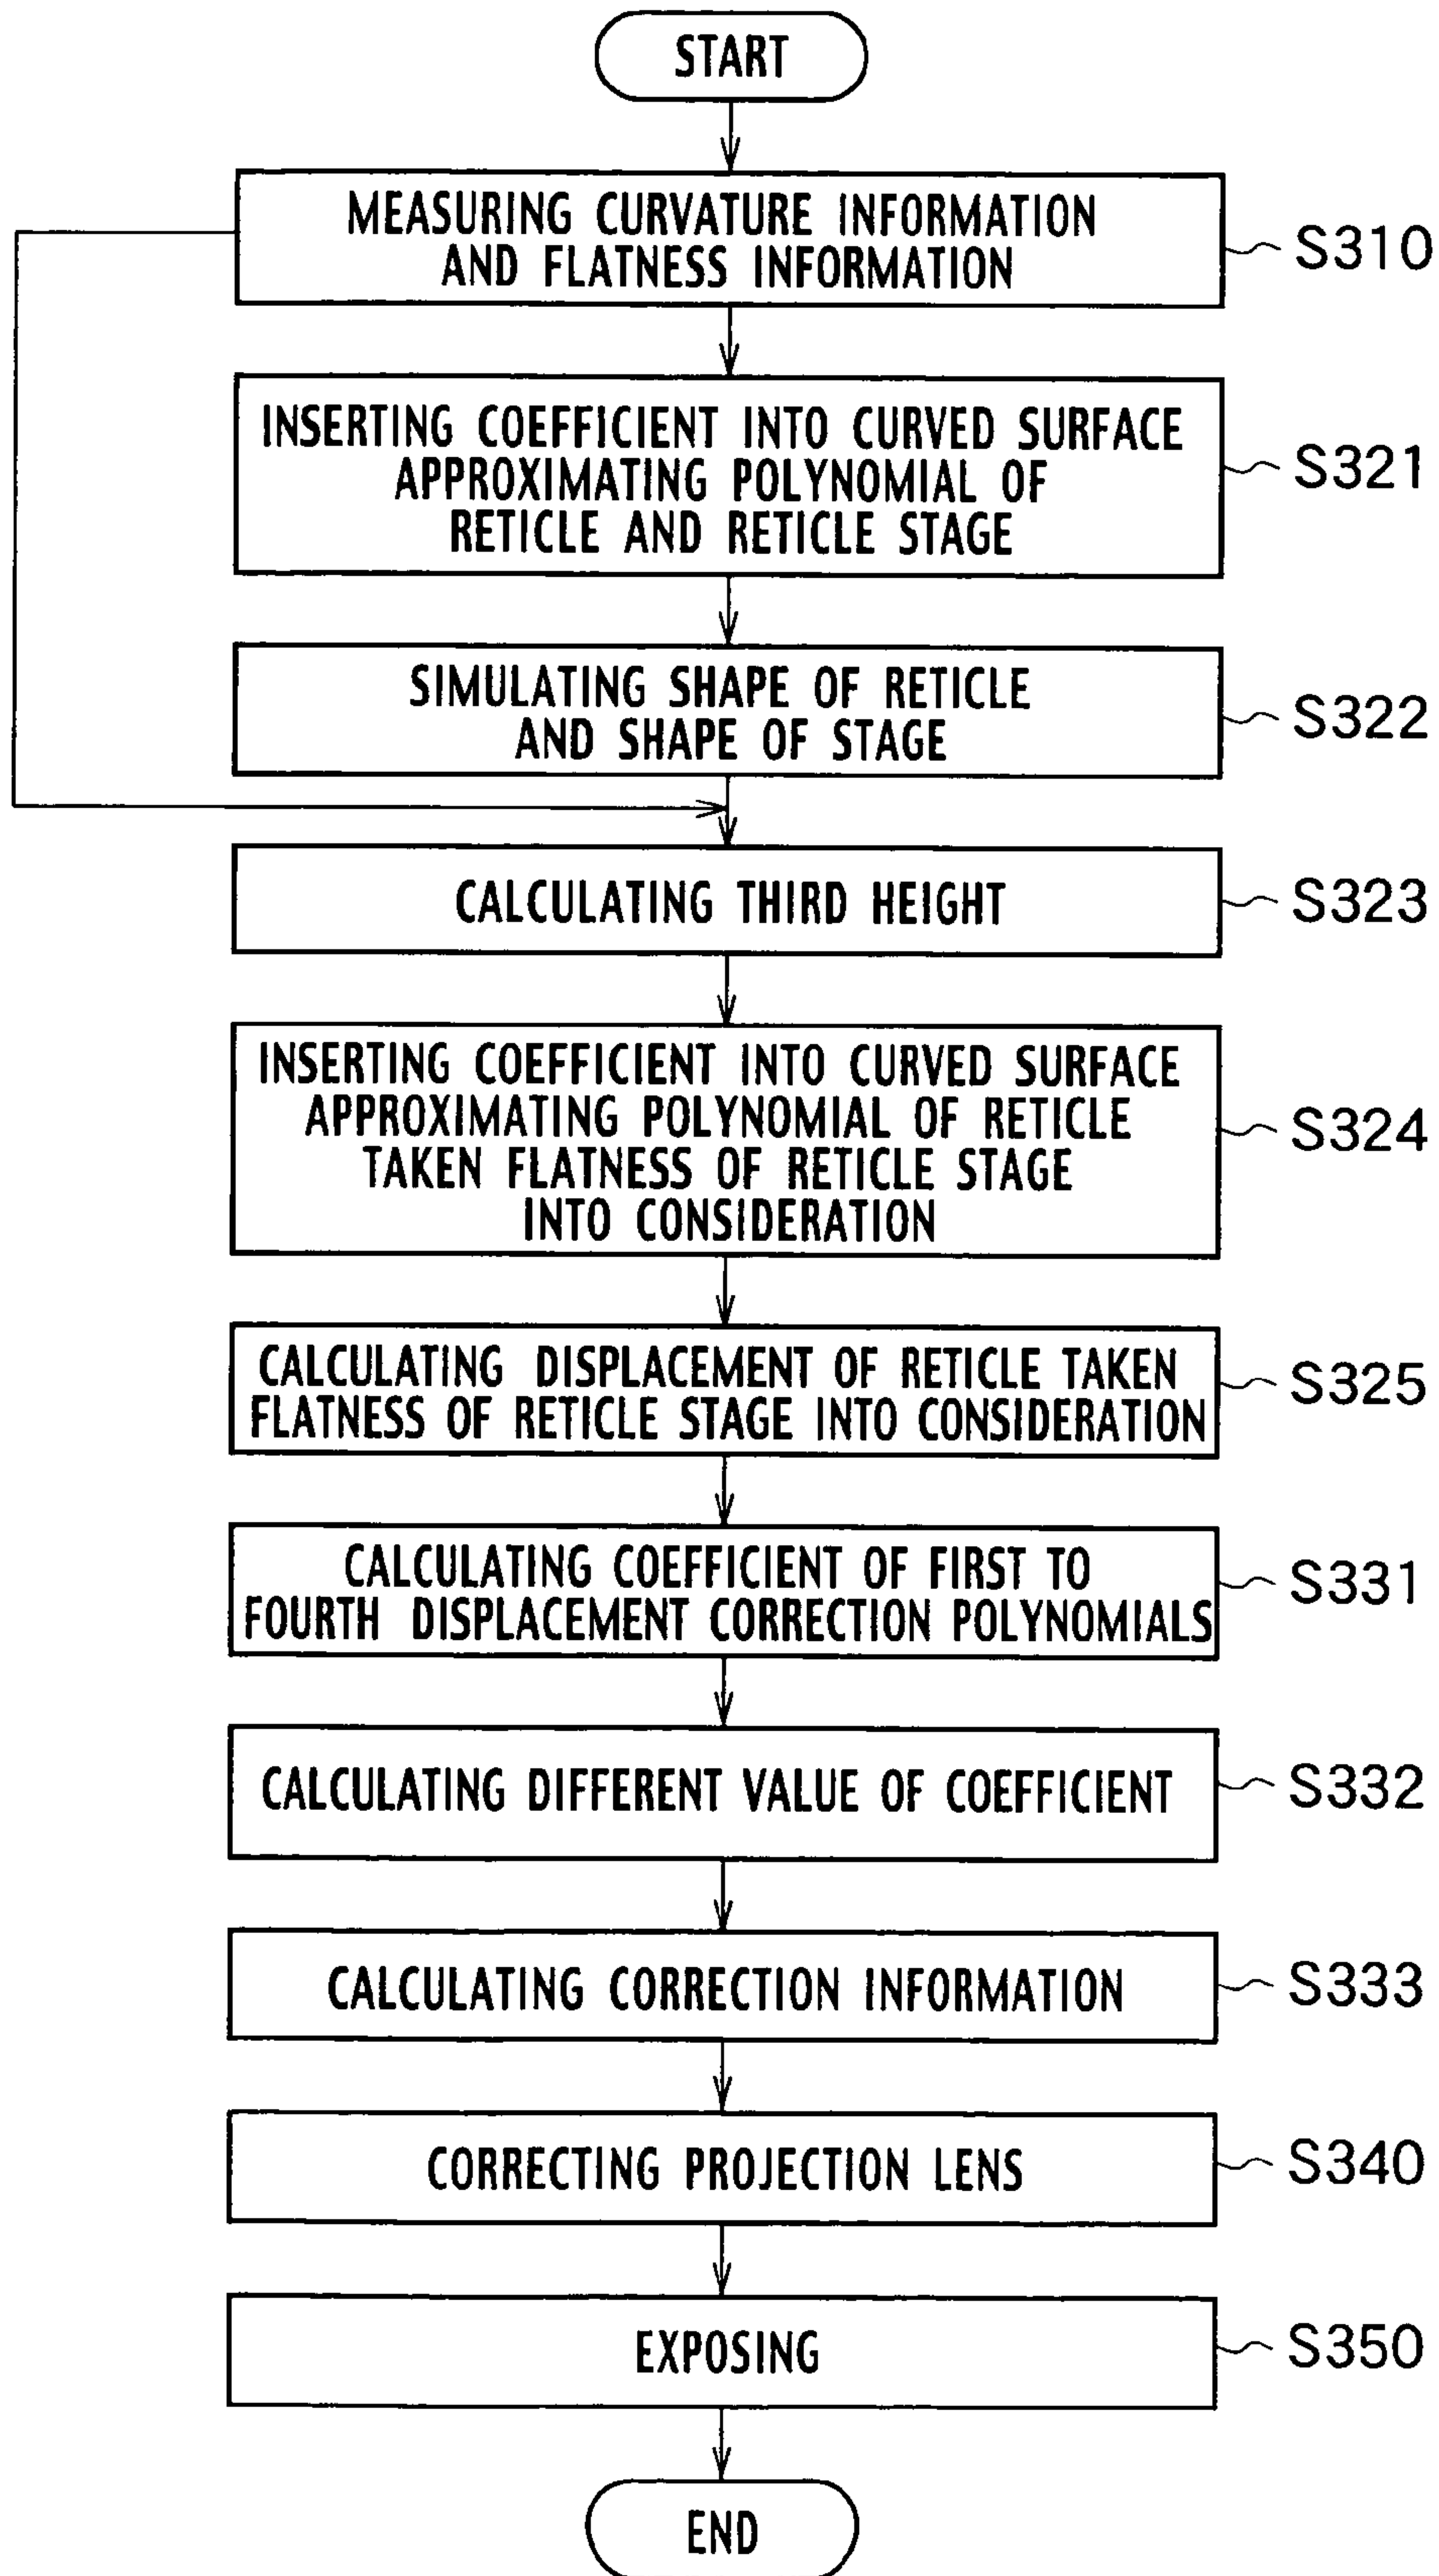 START
MEASURING CURVATURE INFORMATION
AND FLATNESS INFORMATION
S310
INSERTING COEFFICIENT INTO CURVED SURFACE
APPROXIMATING POLYNOMIAL OF
RETICLE AND RETICLE STAGE
S321
SIMULATING SHAPE OF RETICLE
AND SHAPE OF STAGE
S322
CALCULATING THIRD HEIGHT
S323
INSERTING COEFFICIENT INTO CURVED SURFACE
APPROXIMATING POLYNOMIAL OF RETICLE
TAKEN FLATNESS OF RETICLE STAGE
INTO CONSIDERATION
S324
CALCULATING DISPLACEMENT OF RETICLE TAKEN
FLATNESS OF RETICLE STAGE INTO CONSIDERATION
S325
CALCULATING COEFFICIENT OF FIRST TO
FOURTH DISPLACEMENT CORRECTION POLYNOMIALS
S331
CALCULATING DIFFERENT VALUE OF COEFFICIENT
S332
CALCULATING CORRECTION INFORMATION
S333
CORRECTING PROJECTION LENS
S340
EXPOSING
S350
END